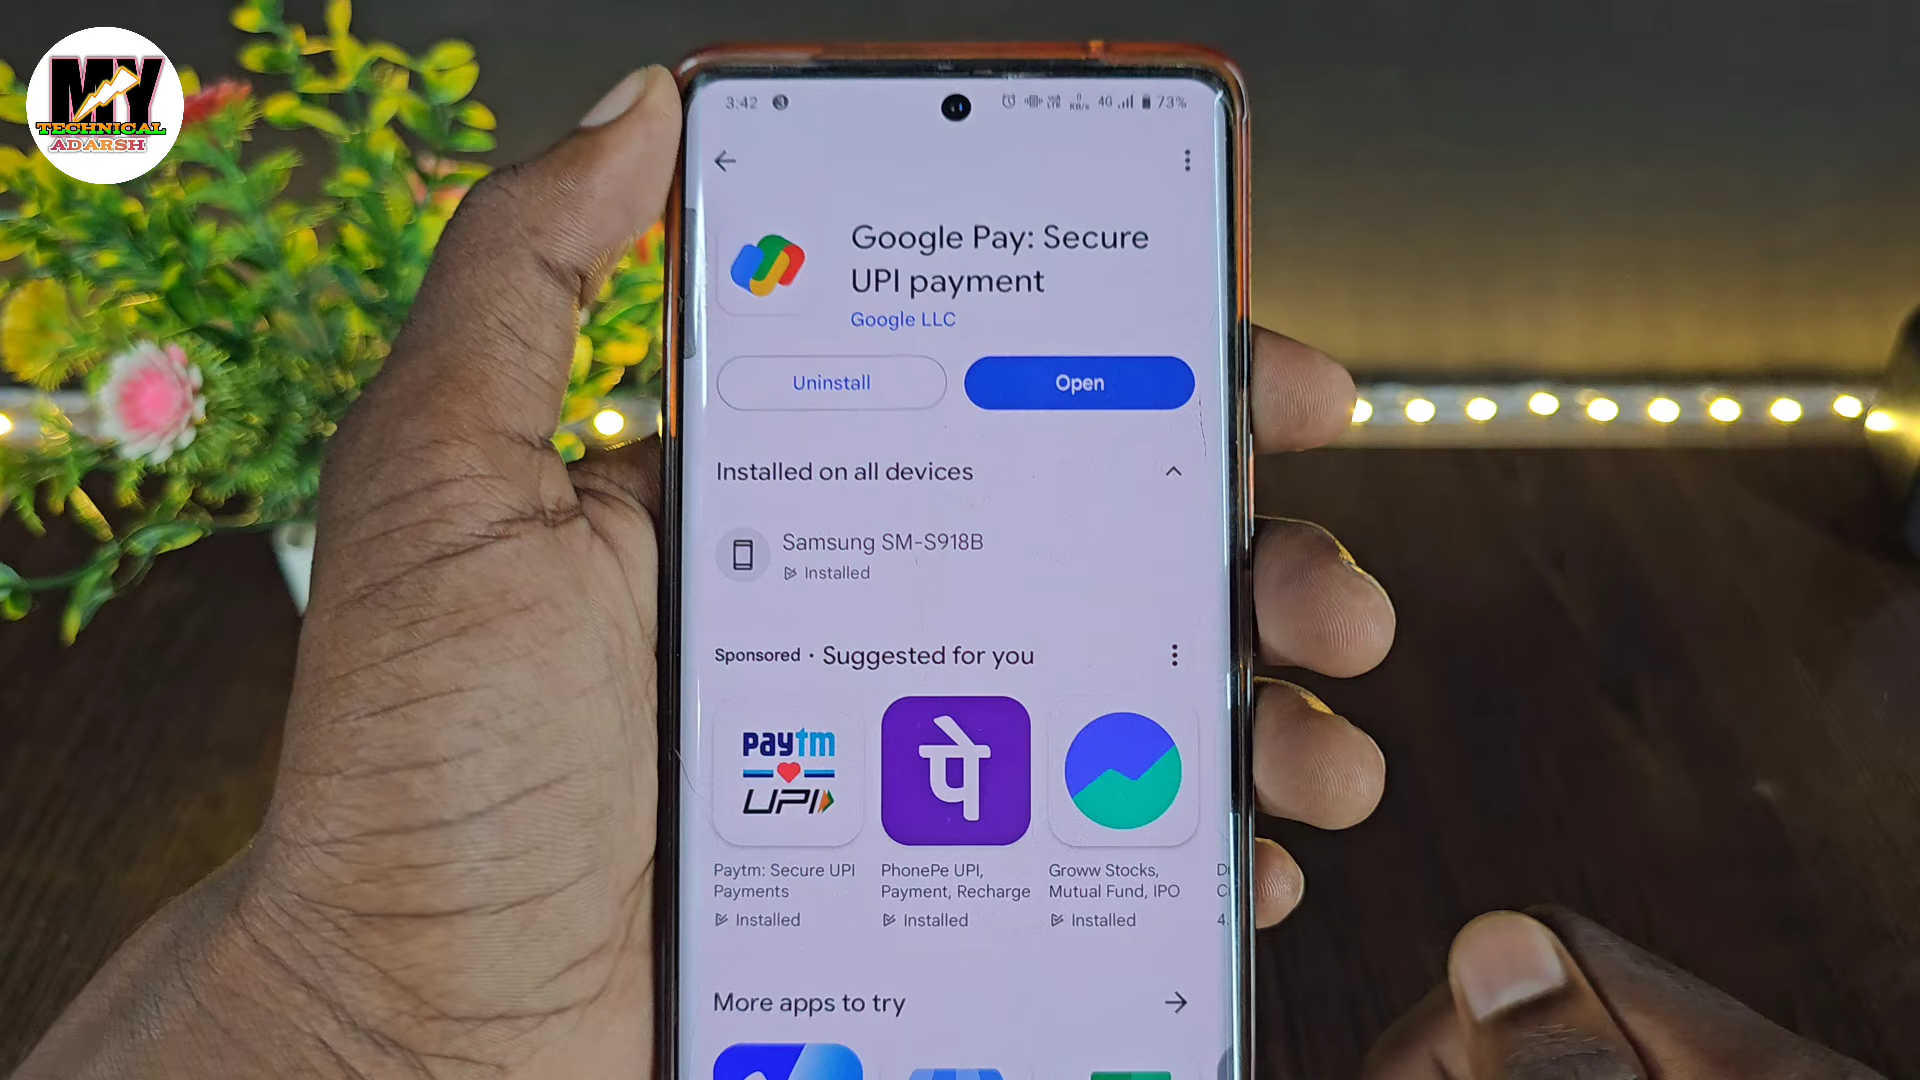 MY
TECHNICAL
ADARSH
3:42
4G
73%
Google Pay: Secure
UPI payment
Google LLC
Uninstall
Open
Installed on all devices
Samsung SM-S918B
Installed
Sponsored • Suggested for you
paytm
UPI
पे
Paytm: Secure UPI
Payments
Installed
PhonePe UPI,
Payment, Recharge
Installed
Groww Stocks,
Mutual Fund, IPO
Installed
4.
More apps to try